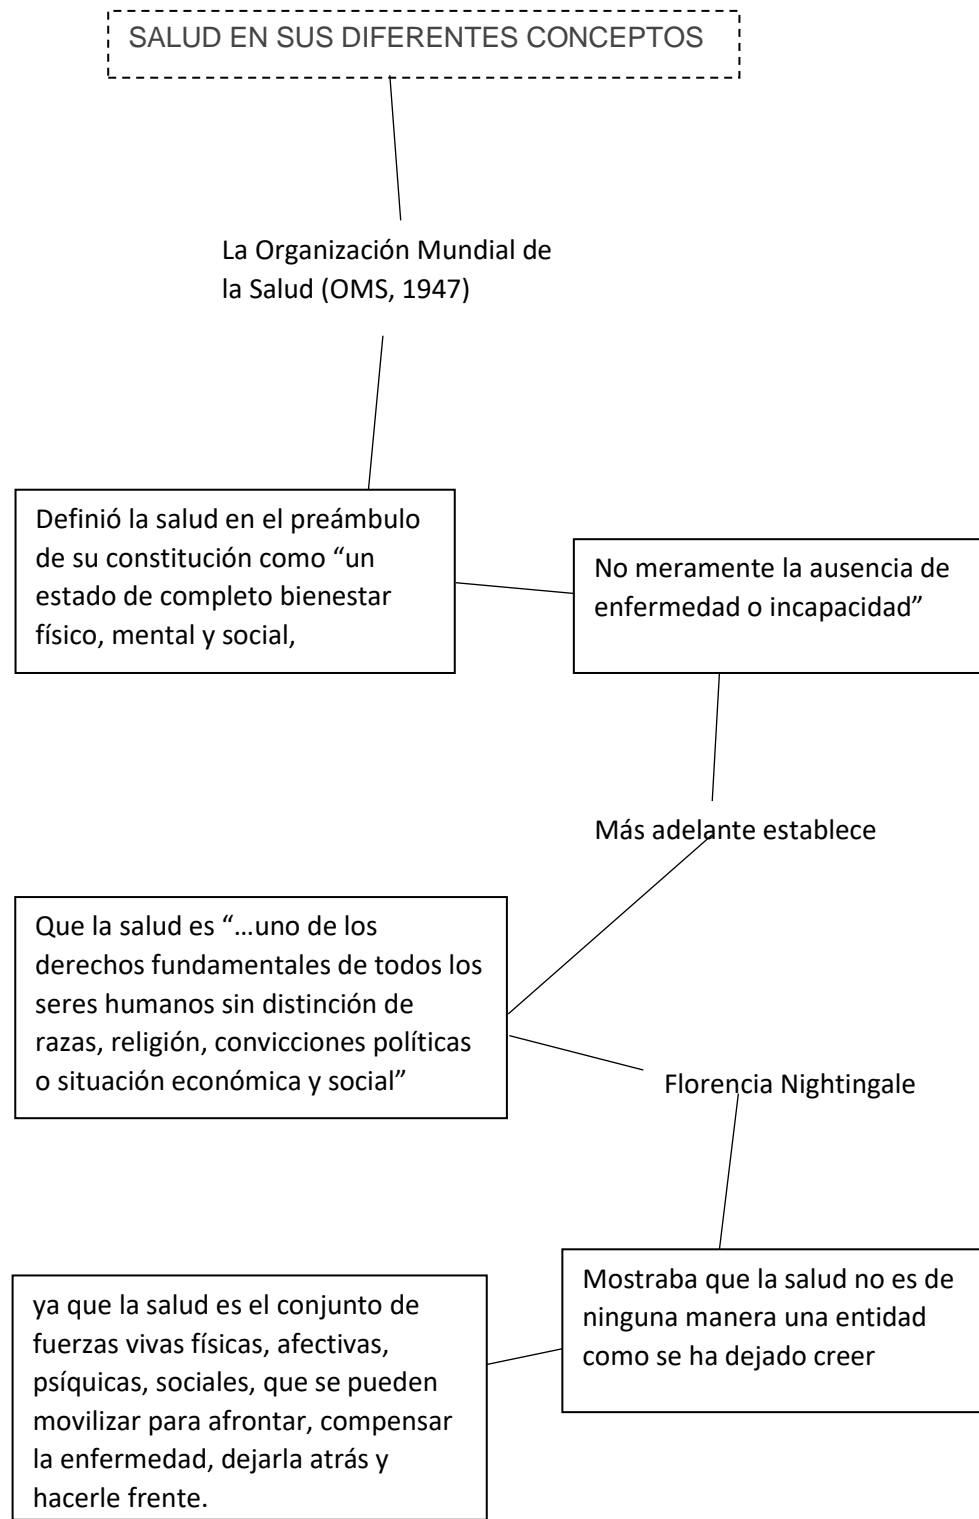 SALUD EN SUS DIFERENTES CONCEPTOS
La Organización Mundial de
la Salud (OMS, 1947)
Definió la salud en el preámbulo
de su constitución como “un
estado de completo bienestar
físico, mental y social,
No meramente la ausencia de
enfermedad o incapacidad”
Más adelante establece
Que la salud es “…uno de los
derechos fundamentales de todos los
seres humanos sin distinción de
razas, religión, convicciones políticas
o situación económica y social”
Florencia Nightingale
Mostraba que la salud no es de
ninguna manera una entidad
como se ha dejado creer
ya que la salud es el conjunto de
fuerzas vivas físicas, afectivas,
psíquicas, sociales, que se pueden
movilizar para afrontar, compensar
la enfermedad, dejarla atrás y
hacerle frente.